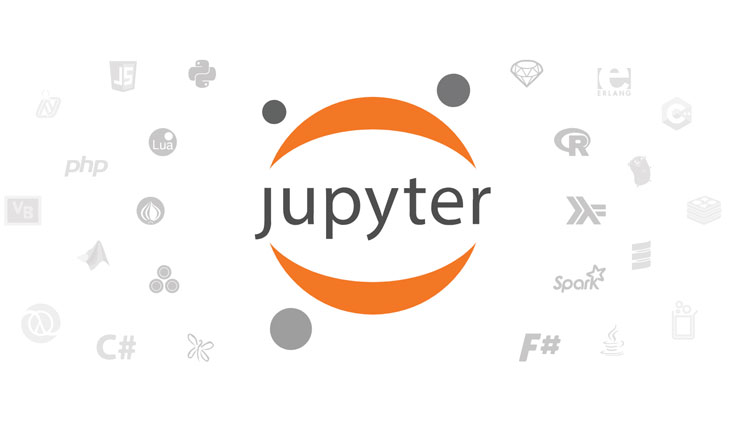 JS
ERLANG
C++
Lua
R
php
jupyter
VB
Spark
C#
F#